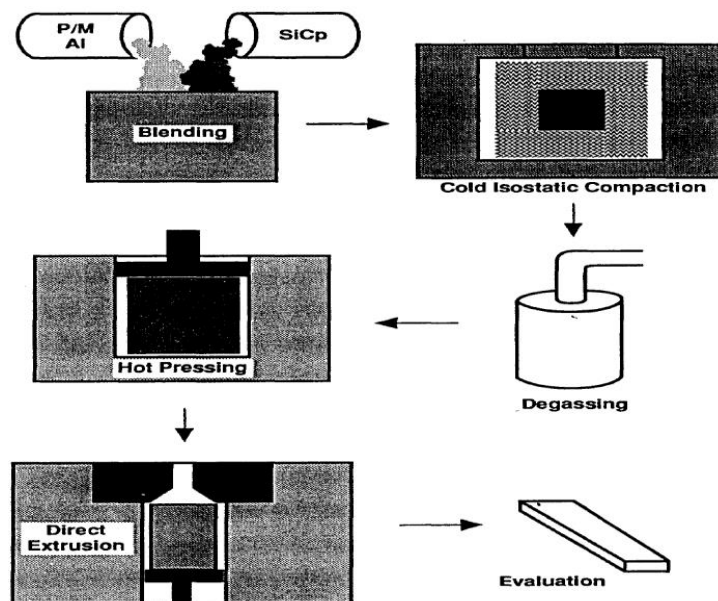 P/M
Al
SiCp
Blending
Cold Isostatic Compaction
Degassing
Hot Pressing
Direct
Extrusion
Evaluation